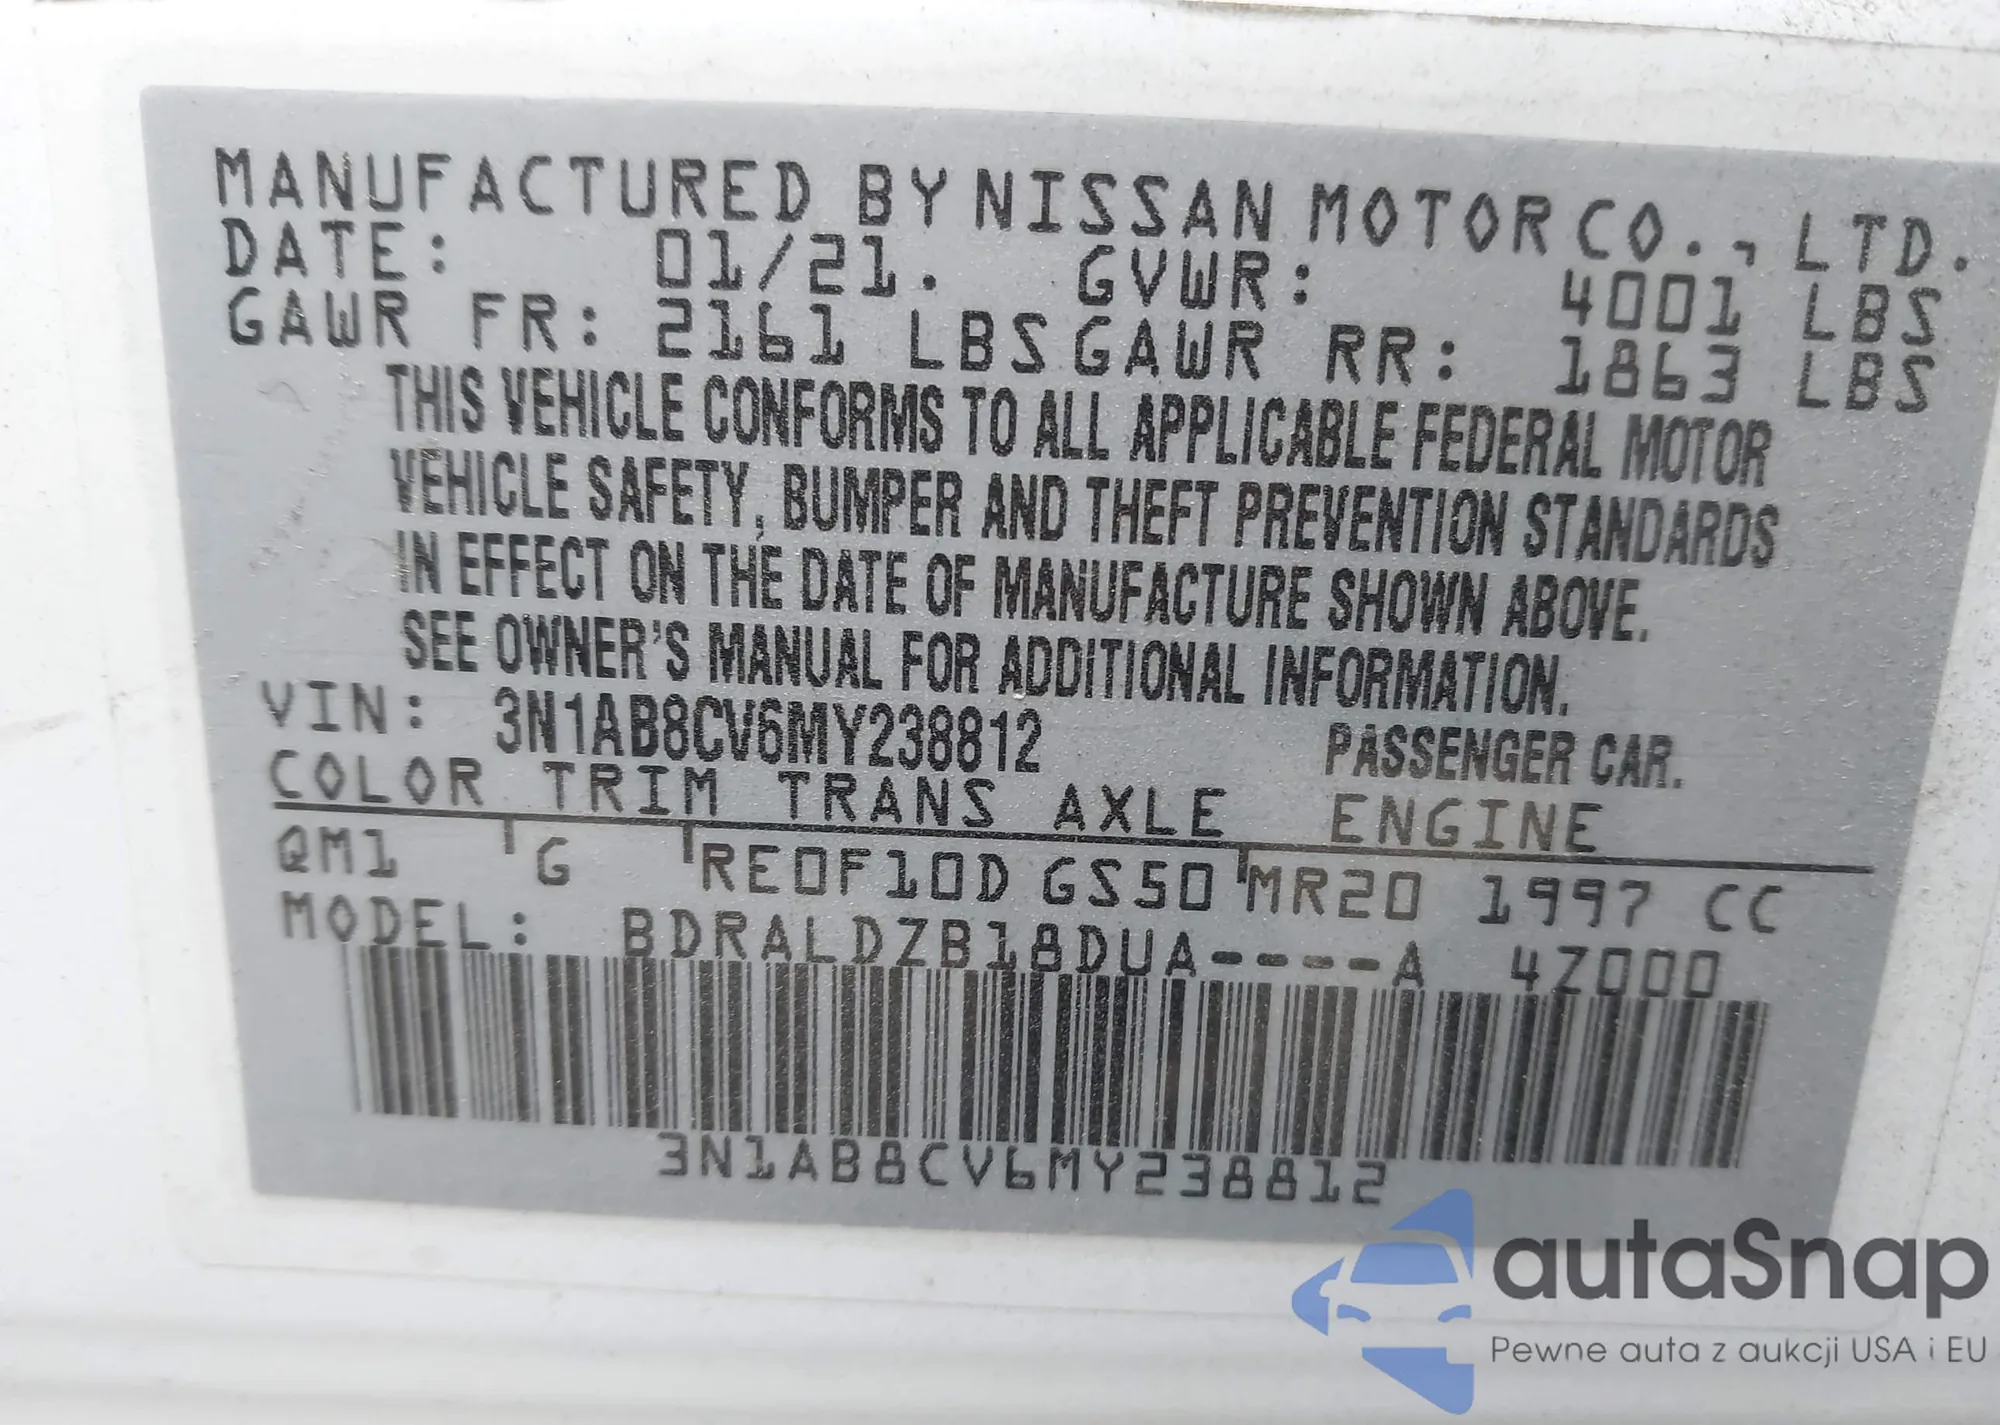 MANUFACTURED BY NISSAN MOTOR CO., LTD.
DATE: 01/21. GVWR: 4001 LBS
GAWR FR: 2161 LBS GAWR RR: 1863 LBS
THIS VEHICLE CONFORMS TO ALL APPLICABLE FEDERAL MOTOR
VEHICLE SAFETY, BUMPER AND THEFT PREVENTION STANDARDS
IN EFFECT ON THE DATE OF MANUFACTURE SHOWN ABOVE.
SEE OWNER'S MANUAL FOR ADDITIONAL INFORMATION.
VIN: 3N1AB8CV6MY238812 PASSENGER CAR.
COLOR TRIM TRANS AXLE ENGINE
QM1 G RE0F10D GS50 MR20 1997 CC
MODEL: BDRALDZB18DUA----A 4Z000
3N1AB8CV6MY238812
autaSnap
Pewne auta z aukcji USA i EU